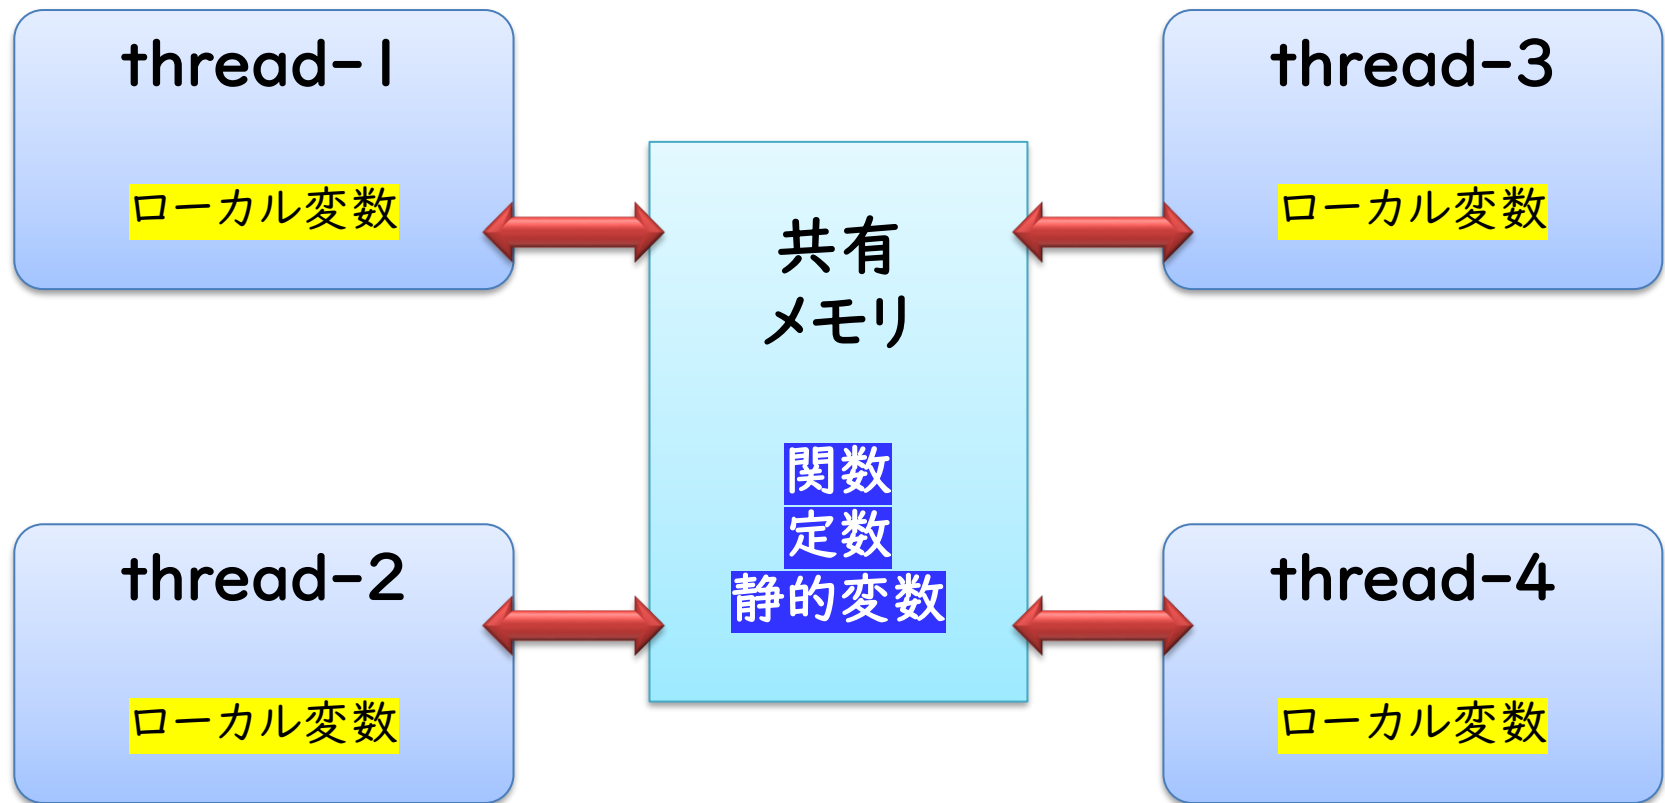 thread-1
ローカル変数
thread-2
ローカル変数
共有
メモリ
関数
定数
静的変数
thread-3
ローカル変数
thread-4
ローカル変数